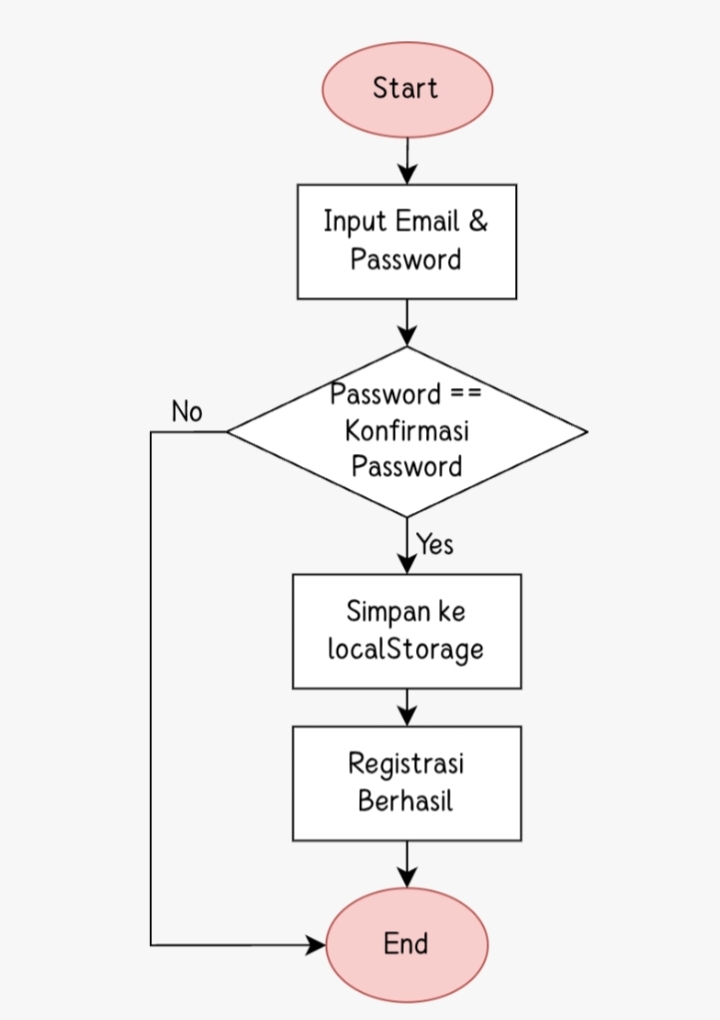 Start
Input Email &
Password
Password ==
Konfirmasi
Password
No
Yes
Simpan ke
localStorage
Registrasi
Berhasil
End